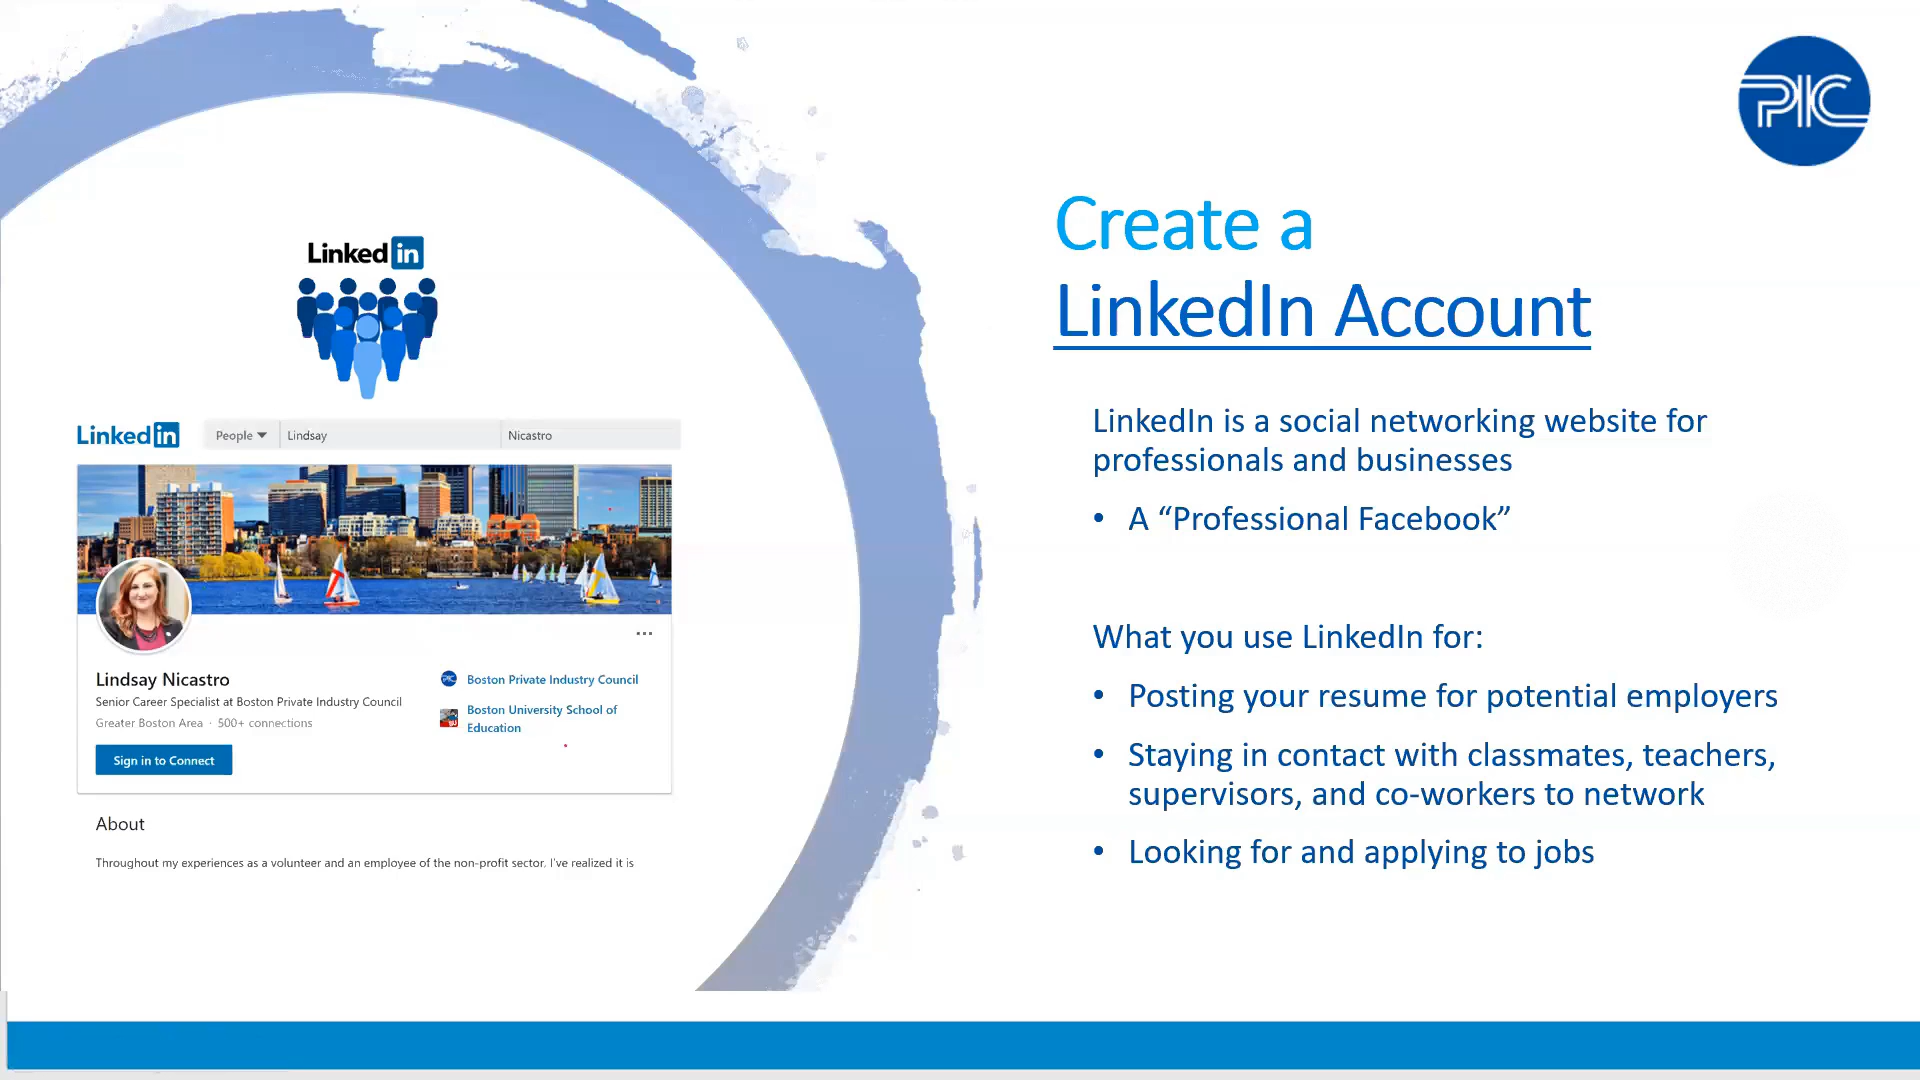 PIC
Create a
LinkedIn Account
LinkedIn is a social networking website for
professionals and businesses
• A “Professional Facebook”
What you use LinkedIn for:
• Posting your resume for potential employers
• Staying in contact with classmates, teachers,
supervisors, and co-workers to network
• Looking for and applying to jobs
Linked in
Linked in People Lindsay Nicastro
Lindsay Nicastro
Senior Career Specialist at Boston Private Industry Council
Greater Boston Area · 500+ connections
Sign in to Connect
PIC Boston Private Industry Council
BU Boston University School of
Education
About
Throughout my experiences as a volunteer and an employee of the non-profit sector, I've realized it is